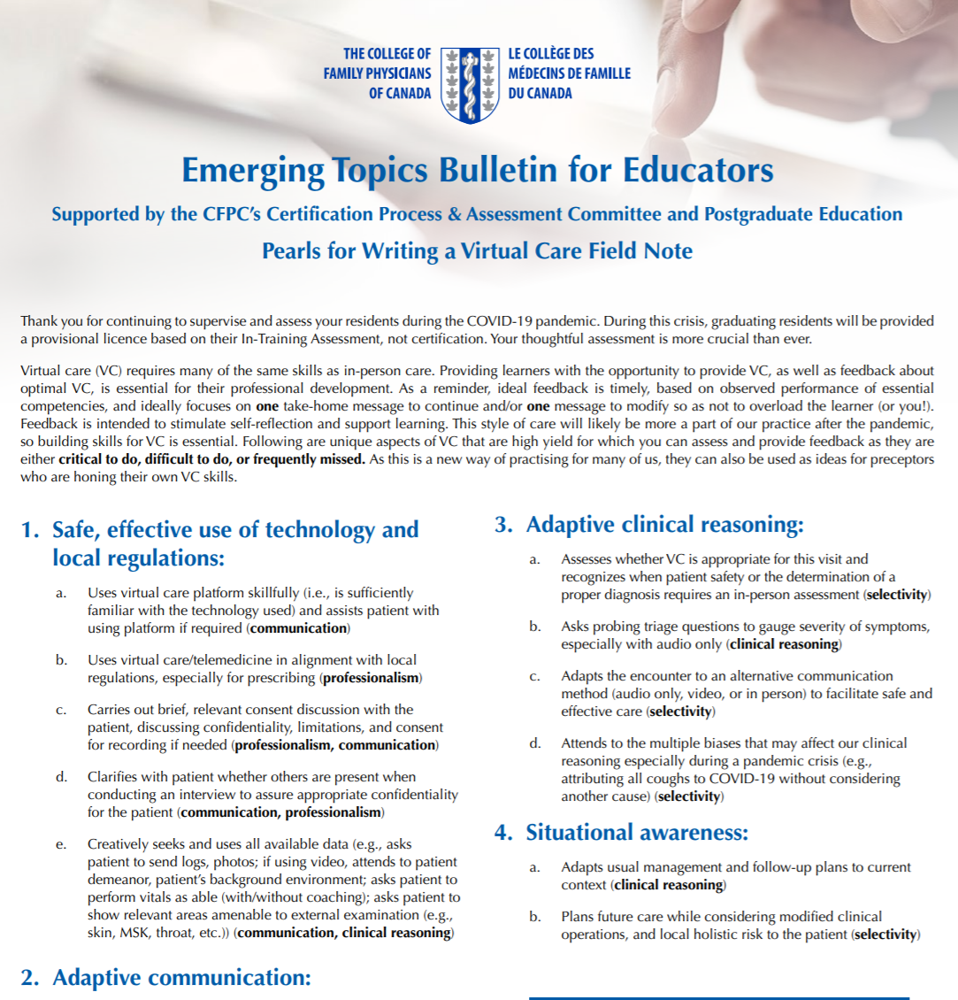 THE COLLEGE OF
FAMILY PHYSICIANS
OF CANADA
LE COLLÈGE DES
MÉDECINS DE FAMILLE
DU CANADA
Emerging Topics Bulletin for Educators
Supported by the CFPC's Certification Process & Assessment Committee and Postgraduate Education
Pearls for Writing a Virtual Care Field Note
Thank you for continuing to supervise and assess your residents during the COVID-19 pandemic. During this crisis, graduating residents will be provided
a provisional licence based on their In-Training Assessment, not certification. Your thoughtful assessment is more crucial than ever.
Virtual care (VC) requires many of the same skills as in-person care. Providing learners with the opportunity to provide VC, as well as feedback about
optimal VC, is essential for their professional development. As a reminder, ideal feedback is timely, based on observed performance of essential
competencies, and ideally focuses on one take-home message to continue and/or one message to modify so as not to overload the learner (or you!).
Feedback is intended to stimulate self-reflection and support learning. This style of care will likely be more a part of our practice after the pandemic,
so building skills for VC is essential. Following are unique aspects of VC that are high yield for which you can assess and provide feedback as they are
either critical to do, difficult to do, or frequently missed. As this is a new way of practising for many of us, they can also be used as ideas for preceptors
who are honing their own VC skills.
1. Safe, effective use of technology and
local regulations:
a. Uses virtual care platform skillfully (i.e., is sufficiently
familiar with the technology used) and assists patient with
using platform if required (communication)
b. Uses virtual care/telemedicine in alignment with local
regulations, especially for prescribing (professionalism)
c. Carries out brief, relevant consent discussion with the
patient, discussing confidentiality, limitations, and consent
for recording if needed (professionalism, communication)
d. Clarifies with patient whether others are present when
conducting an interview to assure appropriate confidentiality
for the patient (communication, professionalism)
e. Creatively seeks and uses all available data (e.g., asks
patient to send logs, photos; if using video, attends to patient
demeanor, patient's background environment; asks patient to
perform vitals as able (with/without coaching); asks patient to
show relevant areas amenable to external examination (e.g.,
skin, MSK, throat, etc.)) (communication, clinical reasoning)
2. Adaptive communication:
3. Adaptive clinical reasoning:
a. Assesses whether VC is appropriate for this visit and
recognizes when patient safety or the determination of a
proper diagnosis requires an in-person assessment (selectivity)
b. Asks probing triage questions to gauge severity of symptoms,
especially with audio only (clinical reasoning)
c. Adapts the encounter to an alternative communication
method (audio only, video, or in person) to facilitate safe and
effective care (selectivity)
d. Attends to the multiple biases that may affect our clinical
reasoning especially during a pandemic crisis (e.g.,
attributing all coughs to COVID-19 without considering
another cause) (selectivity)
4. Situational awareness:
a. Adapts usual management and follow-up plans to current
context (clinical reasoning)
b. Plans future care while considering modified clinical
operations, and local holistic risk to the patient (selectivity)